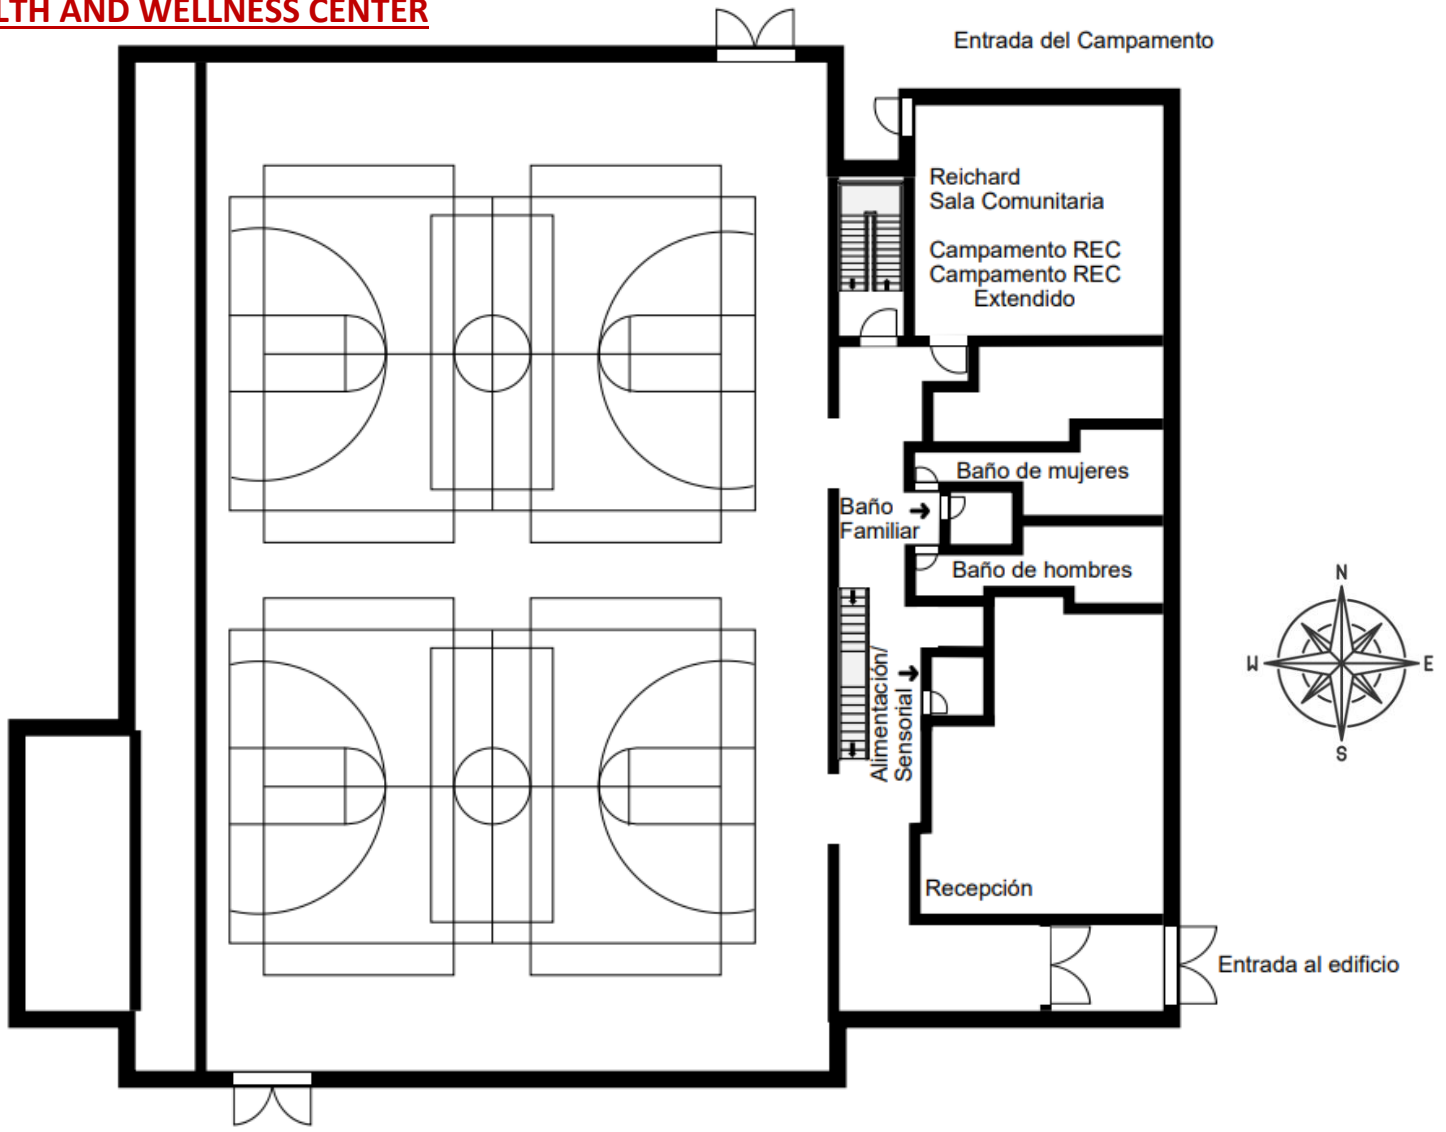 LTH AND WELLNESS CENTER
Entrada del Campamento
Reichard
Sala Comunitaria
Campamento REC
Campamento REC
Extendido
Baño de mujeres
Baño
Familiar
Baño de hombres
Alimentación/
Sensorial
Recepción
Entrada al edificio
N
W
E
S